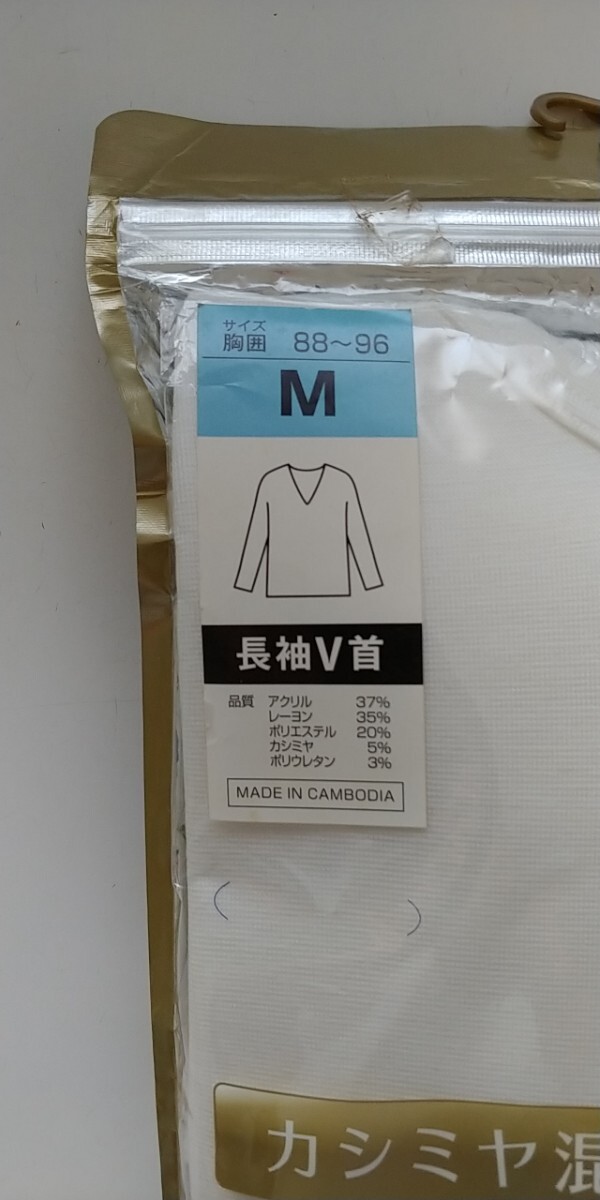 サイズ
胸囲 88〜96
M
長袖V首
品質 アクリル 37%
レーヨン 35%
ポリエステル 20%
カシミヤ 5%
ポリウレタン 3%
MADE IN CAMBODIA
カシミヤ混